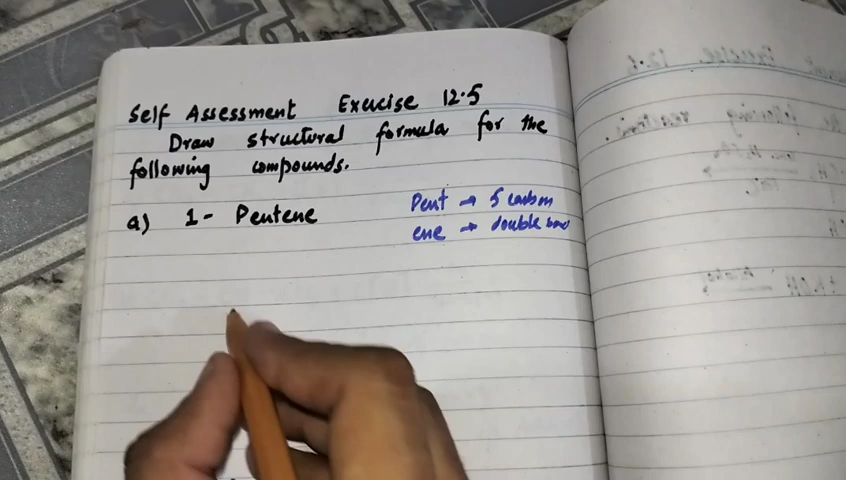 Self Assessment Exercise 12.5
Draw structural formula for the
following compounds.
a) 1- Pentene
Pent → 5 carbon
ene → double